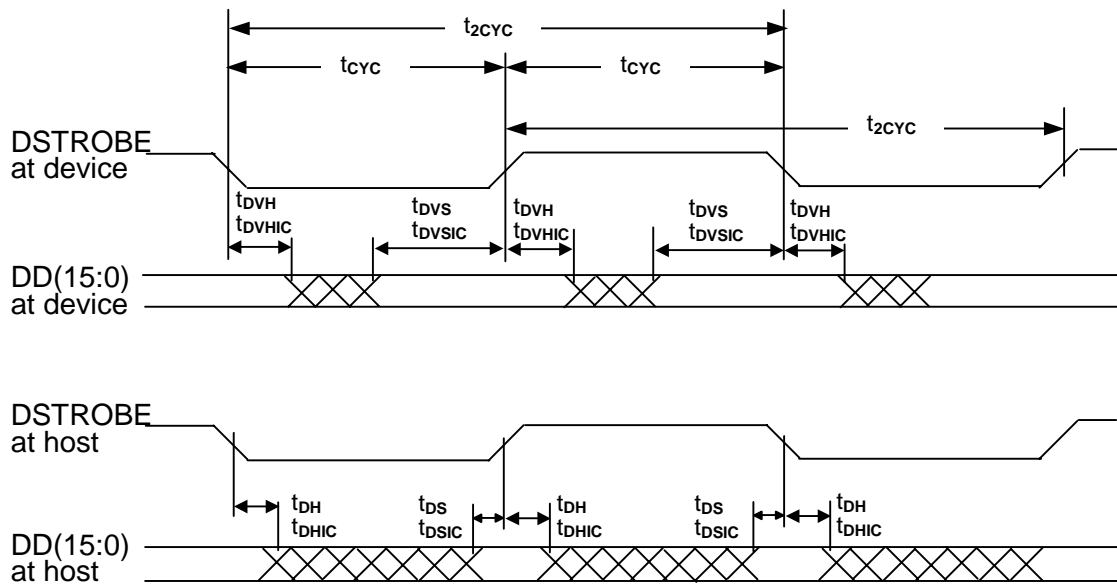 t2CYC
tCYC tCYC
t2CYC
DSTROBE
at device
tDVH tDVS tDVH tDVS tDVH
tDVHIC tDVSIC tDVHIC tDVSIC tDVHIC
DD(15:0)
at device
DSTROBE
at host
tDH tDS tDH tDS tDH
tDHIC tDSIC tDHIC tDSIC tDHIC
DD(15:0)
at host